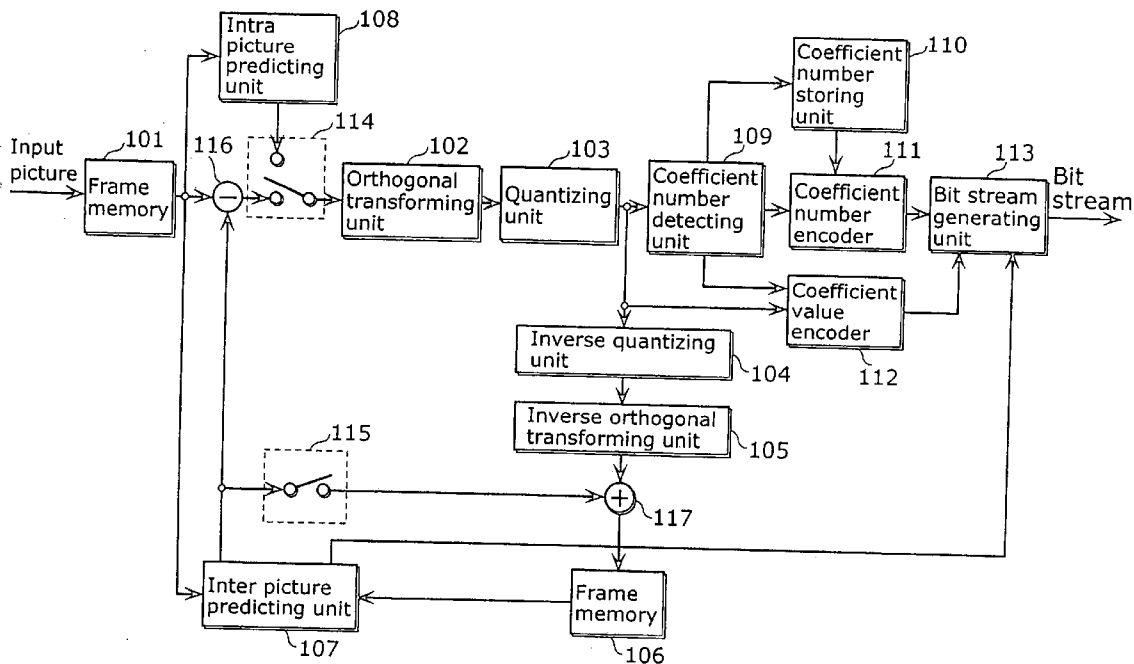 108
Intra
picture
predicting
unit
110
Coefficient
number
storing
unit
114
Input
picture
101
Frame
memory
116
−
102
Orthogonal
transforming
unit
103
Quantizing
unit
109
Coefficient
number
detecting
unit
111
Coefficient
number
encoder
113
Bit stream
generating
unit
Bit
stream
Coefficient
value
encoder
112
Inverse quantizing
unit
104
Inverse orthogonal
transforming unit
105
115
+
117
Inter picture
predicting unit
107
Frame
memory
106